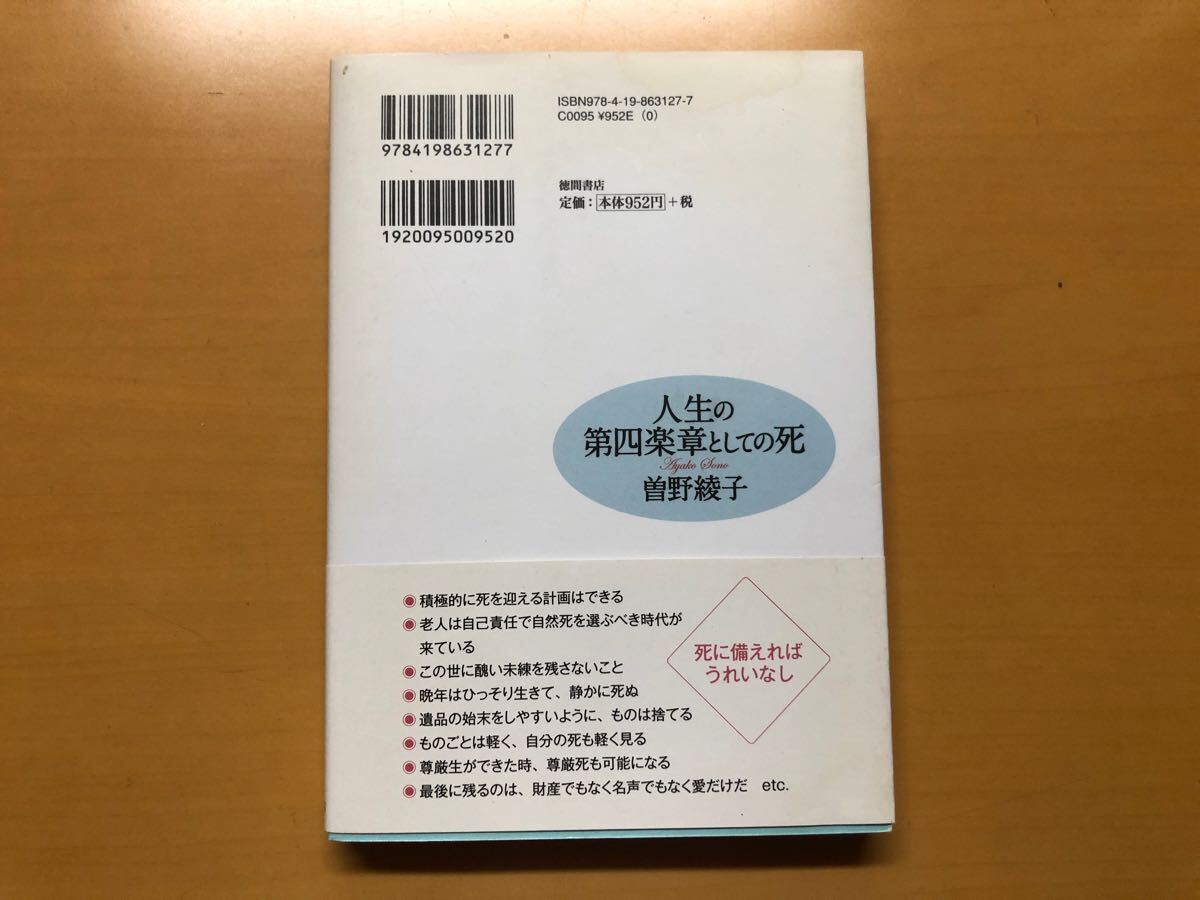 ISBN978-4-19-863127-7
C0095 ¥952E (0)
9784198631277
徳間書店
定価：本体952円＋税
1920095009520
人生の
第四楽章としての死
Ayako Sono
曽野綾子
◉積極的に死を迎える計画はできる
◉老人は自己責任で自然死を選ぶべき時代が
来ている
◉この世に醜い未練を残さないこと
◉晩年はひっそり生きて、静かに死ぬ
◉遺品の始末をしやすいように、ものは捨てる
◉ものごとは軽く、自分の死も軽く見る
◉尊厳生ができた時、尊厳死も可能になる
◉最後に残るのは、財産でもなく名声でもなく愛だけだ etc.
死に備えれば
うれいなし